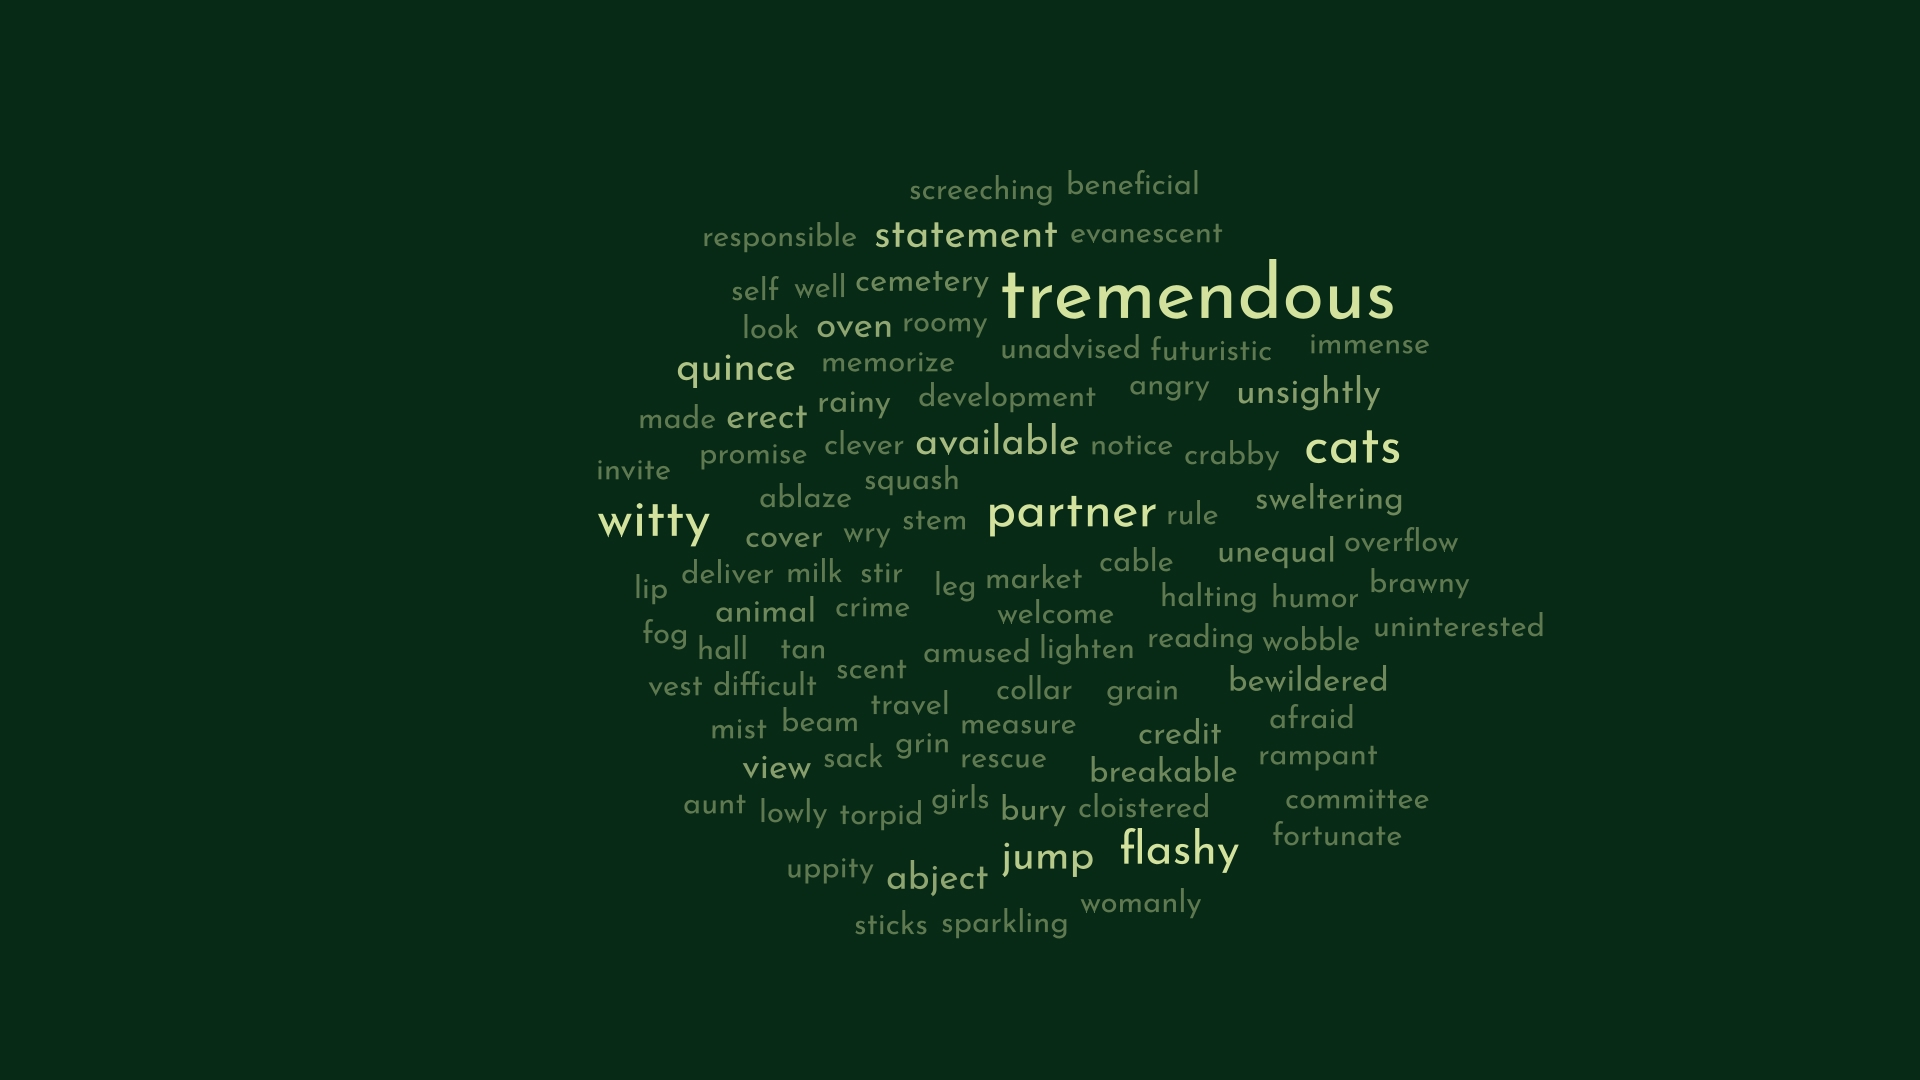 screeching beneficial
responsible statement evanescent
self well cemetery tremendous
look oven roomy
unadvised futuristic immense
quince memorize
rainy development angry unsightly
made erect
promise clever available notice crabby cats
invite
squash
ablaze sweltering
witty cover wry stem partner rule
unequal overflow
lip deliver milk stir leg market cable
halting humor brawny
animal crime welcome
fog hall tan amused lighten reading wobble uninterested
scent
vest difficult collar grain bewildered
travel
mist beam measure credit afraid
view sack grin rescue breakable rampant
aunt lowly torpid girls bury cloistered committee
fortunate
uppity abject jump flashy
womanly
sticks sparkling